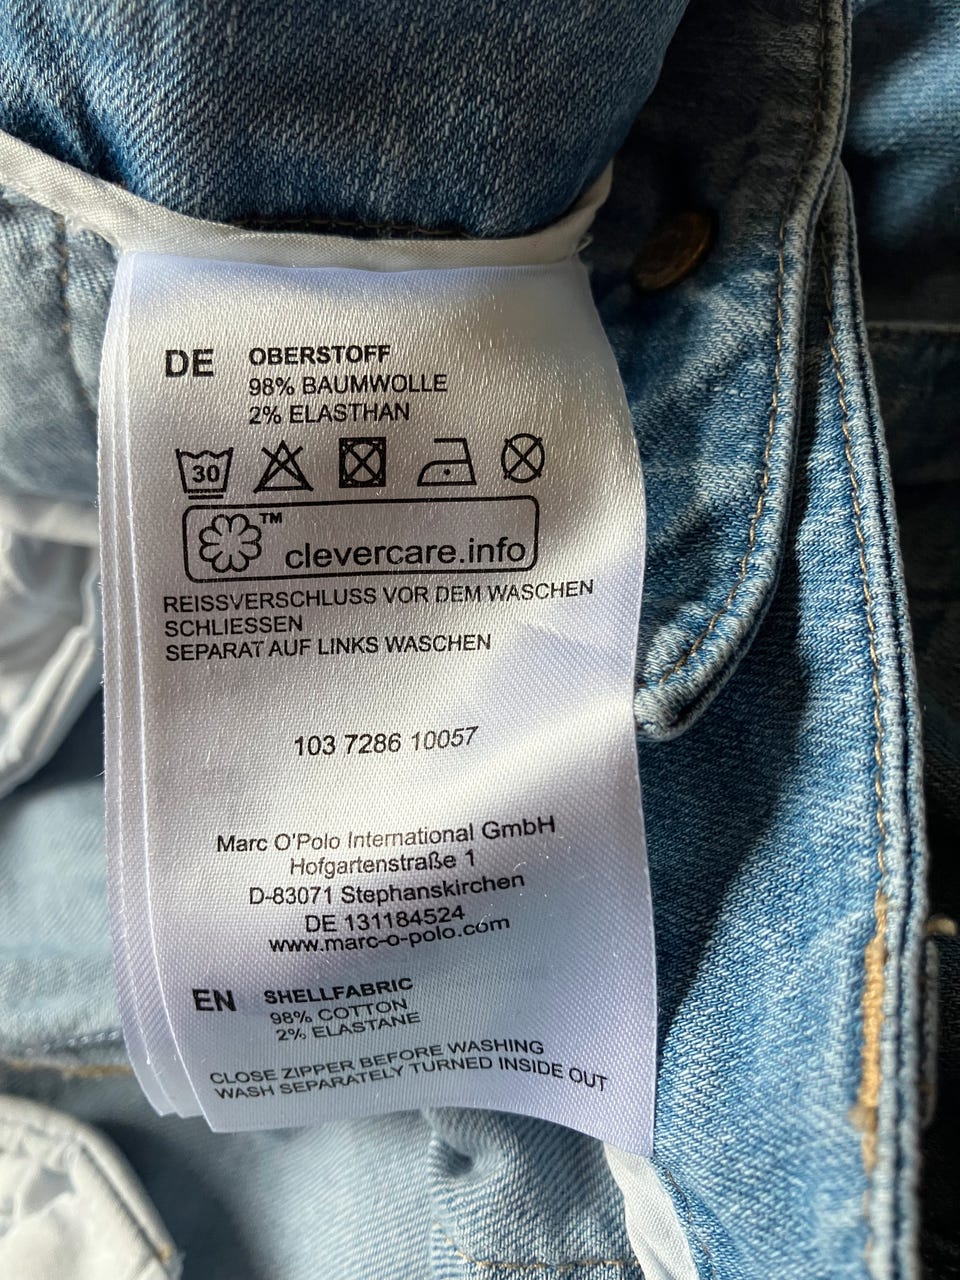 DE OBERSTOFF
98% BAUMWOLLE
2% ELASTHAN
30
TM
clevercare.info
REISSVERSCHLUSS VOR DEM WASCHEN
SCHLIESSEN
SEPARAT AUF LINKS WASCHEN
103 7286 10057
Marc O'Polo International GmbH
Hofgartenstraße 1
D-83071 Stephanskirchen
DE 131184524
www.marc-o-polo.com
EN SHELLFABRIC
98% COTTON
2% ELASTANE
CLOSE ZIPPER BEFORE WASHING
WASH SEPARATELY TURNED INSIDE OUT